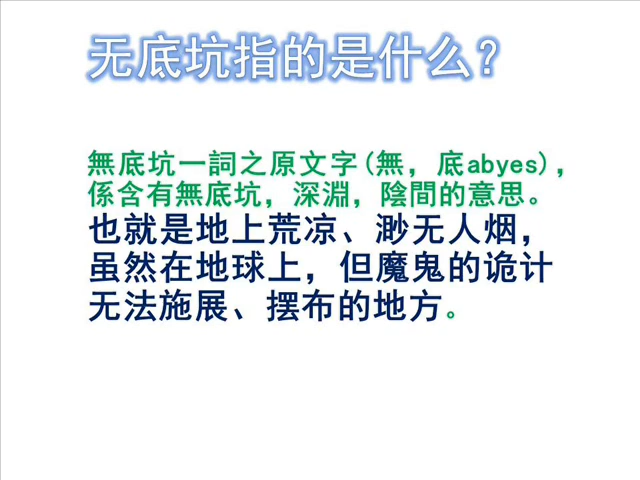 无底坑指的是什么？
無底坑一詞之原文字(無，底abyes)，
係含有無底坑，深淵，陰間的意思。
也就是地上荒凉、渺无人烟，
虽然在地球上，但魔鬼的诡计
无法施展、摆布的地方。